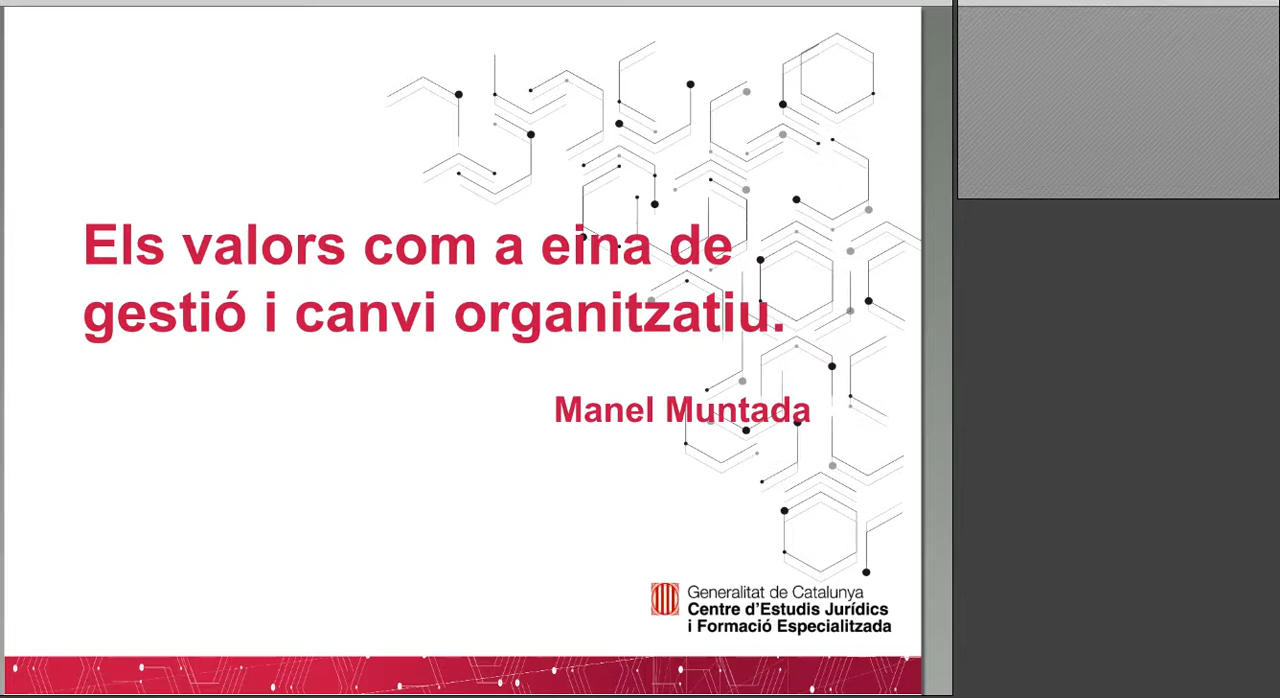 Els valors com a eina de
gestió i canvi organitzatiu.
Manel Muntada
Generalitat de Catalunya
Centre d'Estudis Jurídics
i Formació Especialitzada